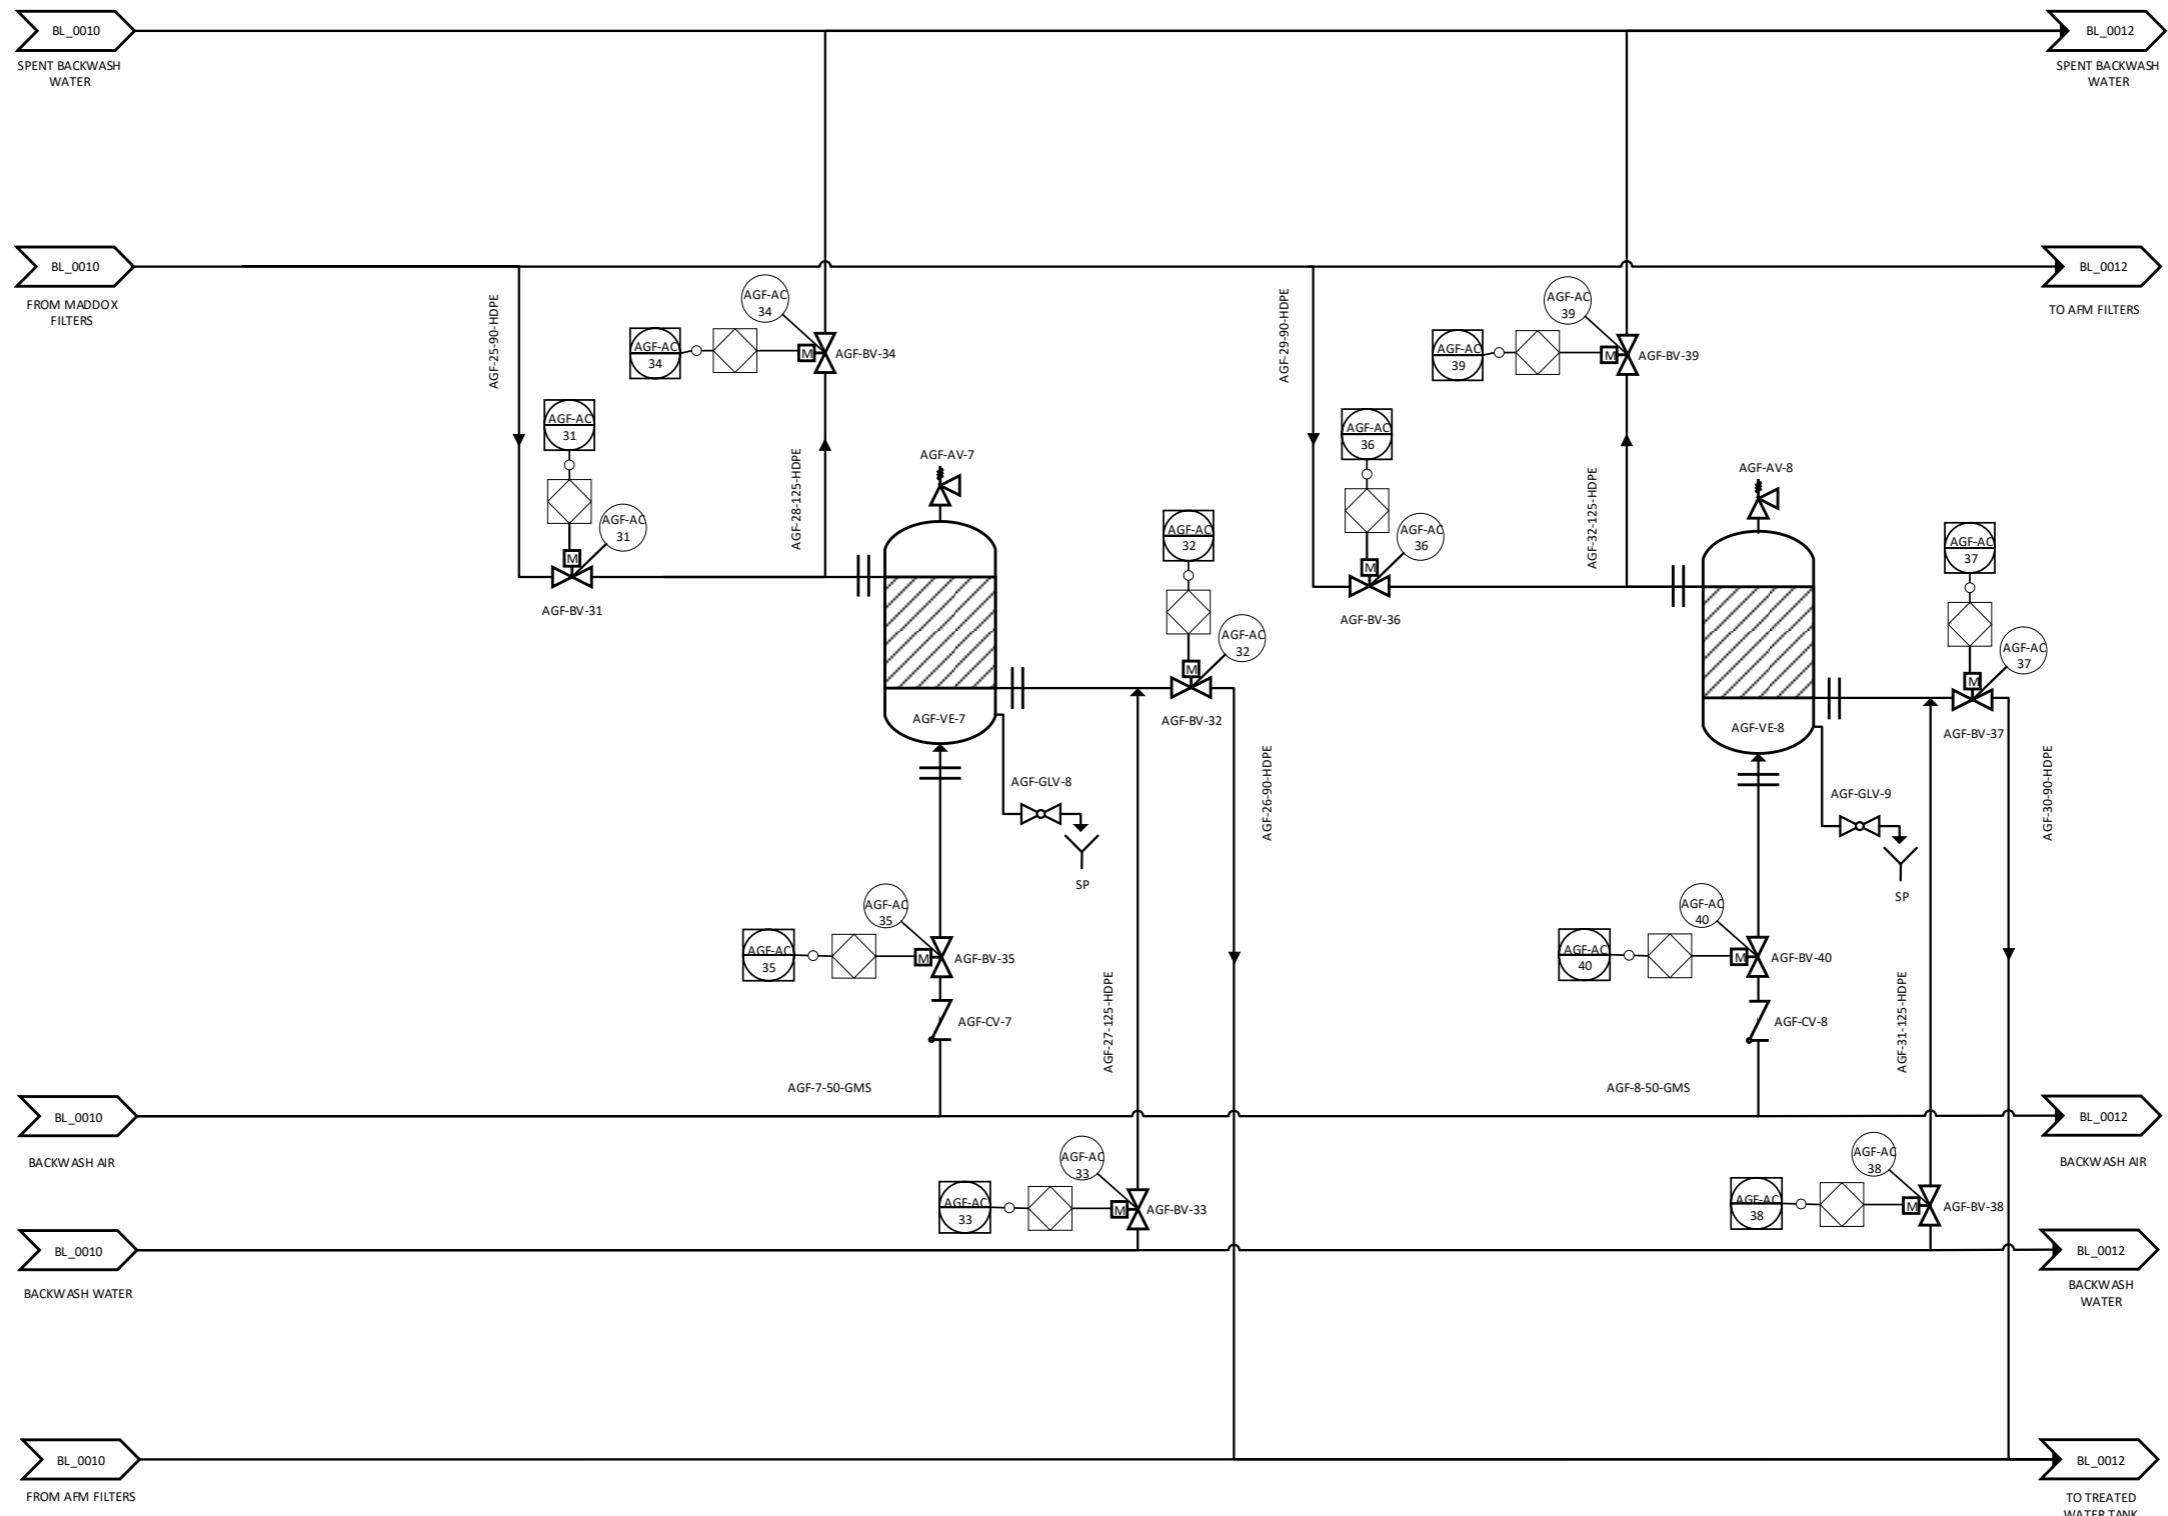 BL_0010
SPENT BACKWASH
WATER
BL_0012
SPENT BACKWASH
WATER
BL_0010
FROM MADDOX
FILTERS
BL_0012
TO AFM FILTERS
AGF-25-90-HDPE
AGF-AC
34
AGF-AC
34
M
AGF-BV-34
AGF-28-125-HDPE
AGF-AC
31
AGF-AC
31
M
AGF-BV-31
AGF-AV-7
AGF-VE-7
AGF-AC
32
AGF-AC
32
M
AGF-BV-32
AGF-26-90-HDPE
AGF-GLV-8
SP
AGF-AC
35
AGF-AC
35
M
AGF-BV-35
AGF-CV-7
AGF-27-125-HDPE
AGF-7-50-GMS
AGF-AC
33
AGF-AC
33
M
AGF-BV-33
AGF-29-90-HDPE
AGF-AC
39
AGF-AC
39
M
AGF-BV-39
AGF-32-125-HDPE
AGF-AC
36
AGF-AC
36
M
AGF-BV-36
AGF-AV-8
AGF-VE-8
AGF-AC
37
AGF-AC
37
M
AGF-BV-37
AGF-30-90-HDPE
AGF-GLV-9
SP
AGF-AC
40
AGF-AC
40
M
AGF-BV-40
AGF-CV-8
AGF-31-125-HDPE
AGF-8-50-GMS
AGF-AC
38
AGF-AC
38
M
AGF-BV-38
BL_0010
BACKWASH AIR
BL_0012
BACKWASH AIR
BL_0010
BACKWASH WATER
BL_0012
BACKWASH
WATER
BL_0010
FROM AFM FILTERS
BL_0012
TO TREATED
WATER TANK